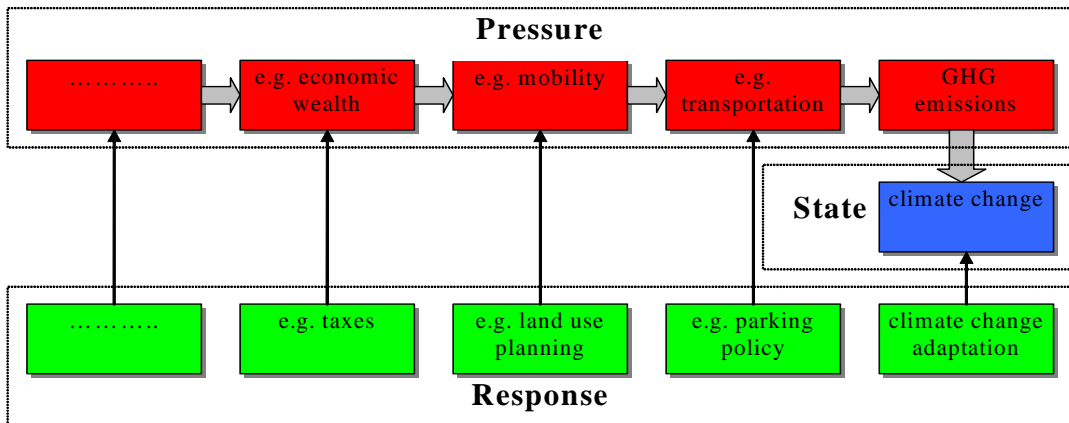 Pressure
…………..
e.g. economic
wealth
e.g. mobility
e.g.
transportation
GHG
emissions
State
climate change
…………..
e.g. taxes
e.g. land use
planning
e.g. parking
policy
climate change
adaptation
Response